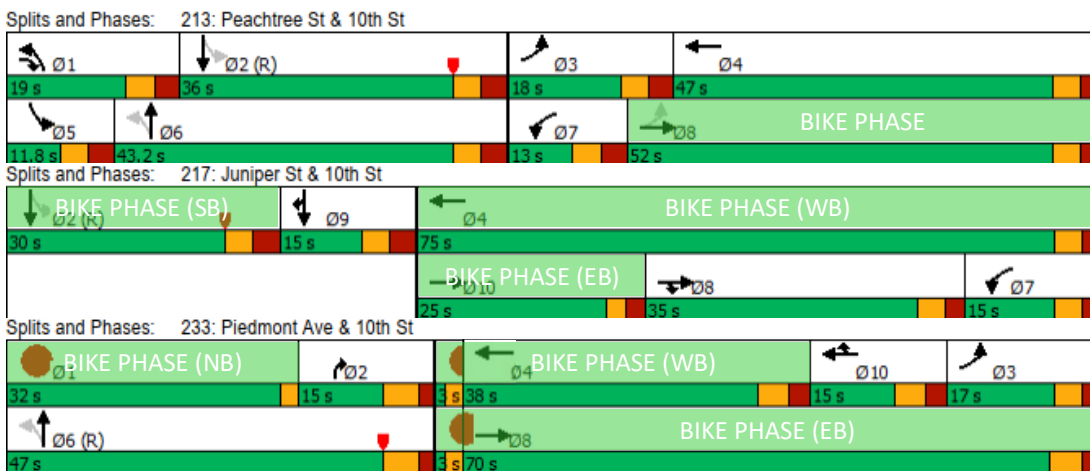 Splits and Phases: 213: Peachtree St & 10th St
Ø1 Ø2 (R) Ø3 Ø4
19 s 36 s 18 s 47 s
Ø5 Ø6 Ø7 Ø8 BIKE PHASE
11.8 s 43.2 s 13 s 52 s
Splits and Phases: 217: Juniper St & 10th St
BIKE PHASE (SB) Ø2 (R) Ø9 Ø4 BIKE PHASE (WB)
30 s 15 s 75 s
BIKE PHASE (EB) Ø10 Ø8 Ø7
25 s 35 s 15 s
Splits and Phases: 233: Piedmont Ave & 10th St
BIKE PHASE (NB) Ø1 Ø2 Ø4 BIKE PHASE (WB) Ø10 Ø3
32 s 15 s 3 s 38 s 15 s 17 s
Ø6 (R) Ø8 BIKE PHASE (EB)
47 s 3 s 70 s